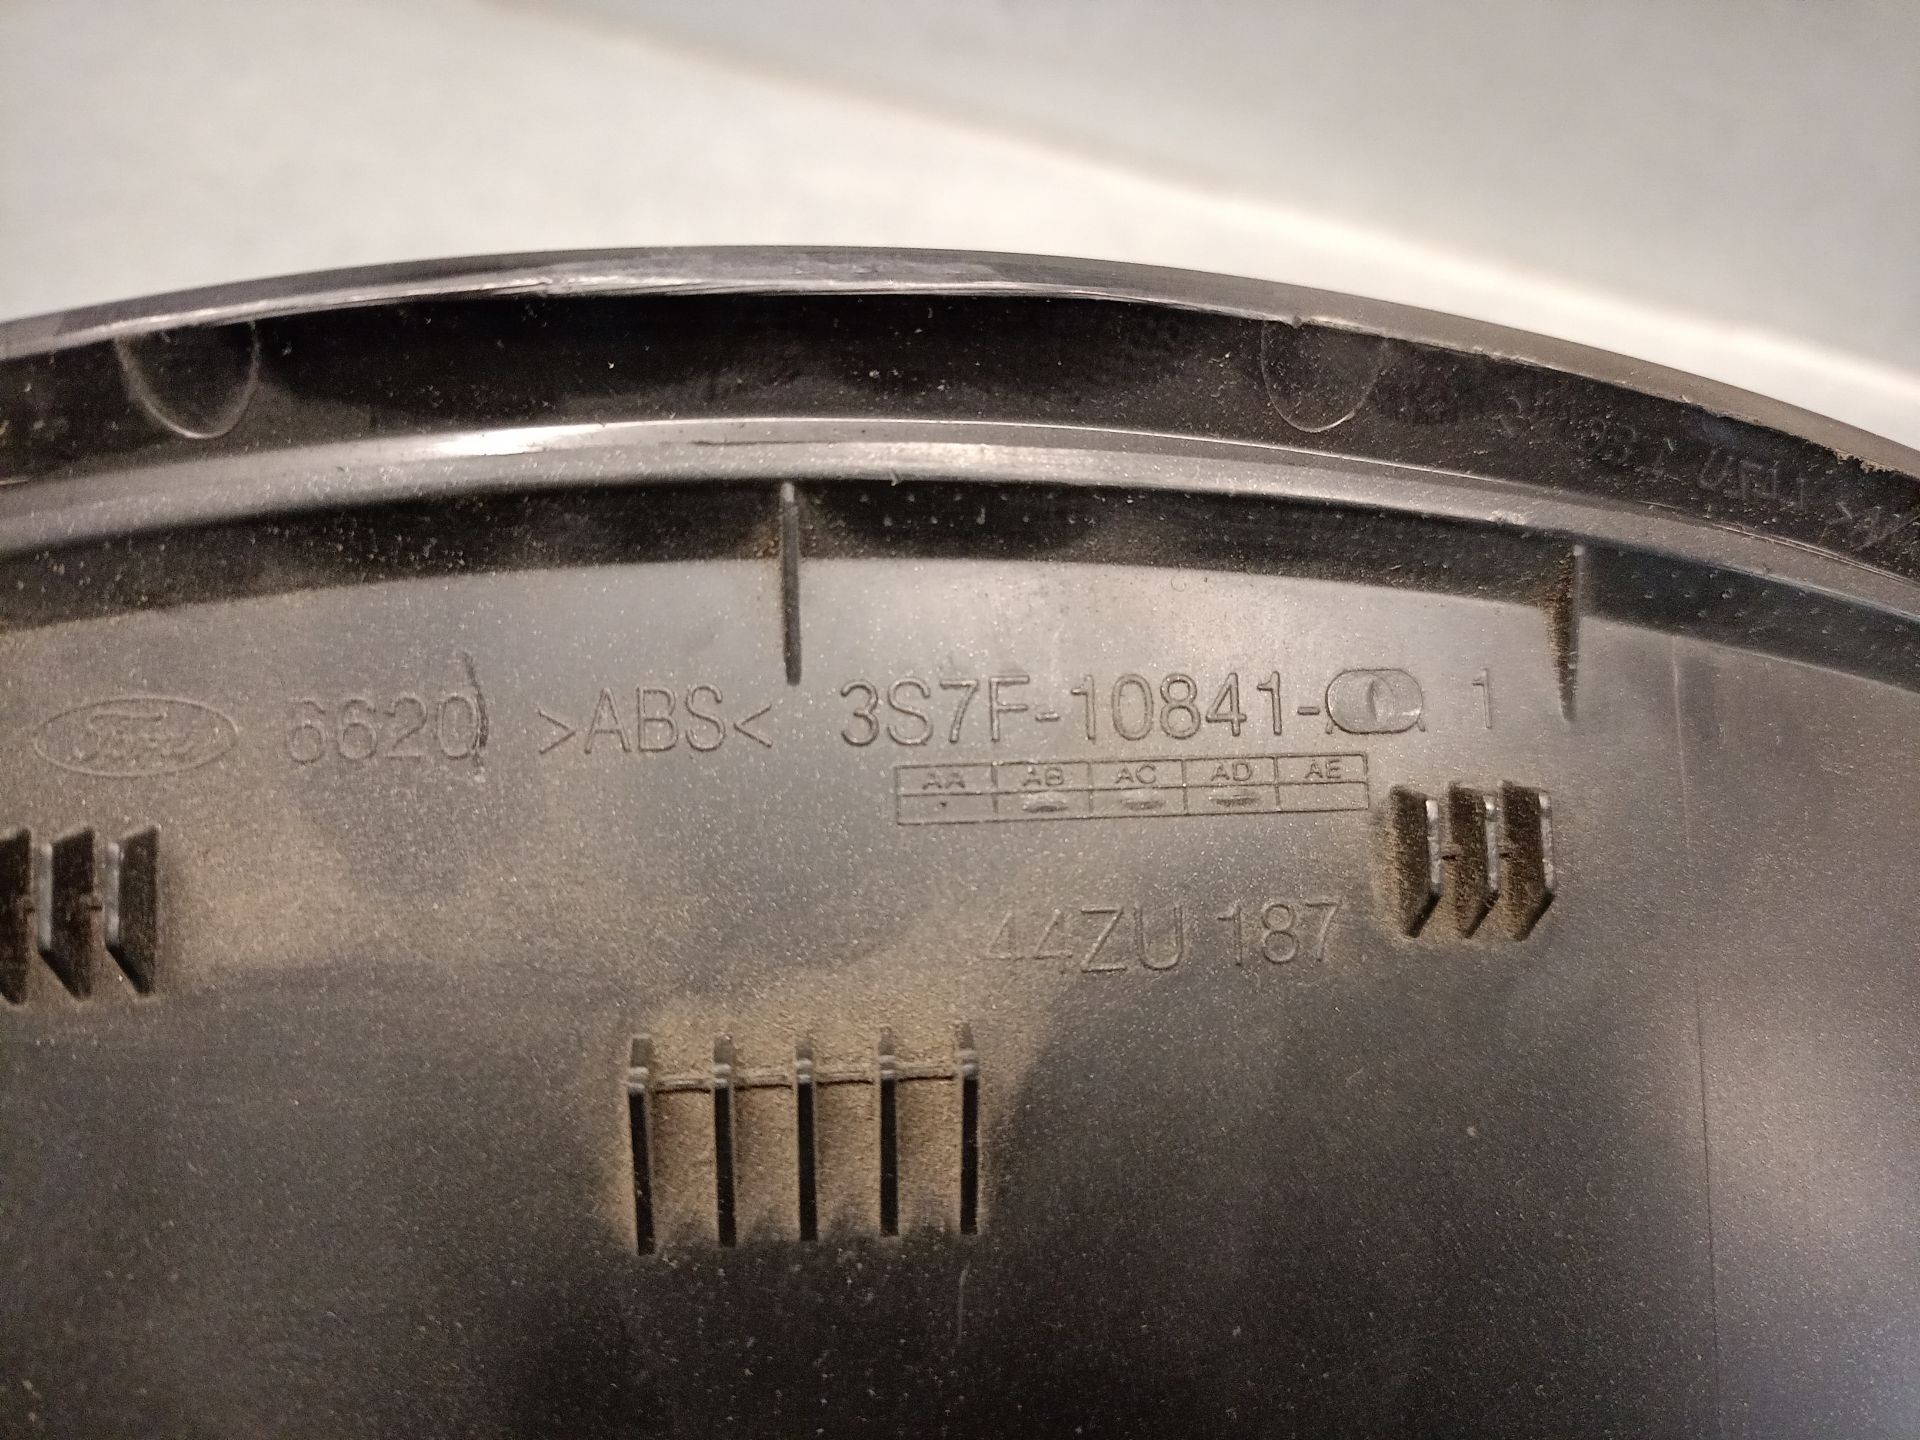 Ford 6620 >ABS< 3S7F-10841- 1
AA AB AC AD AE
44ZU 187